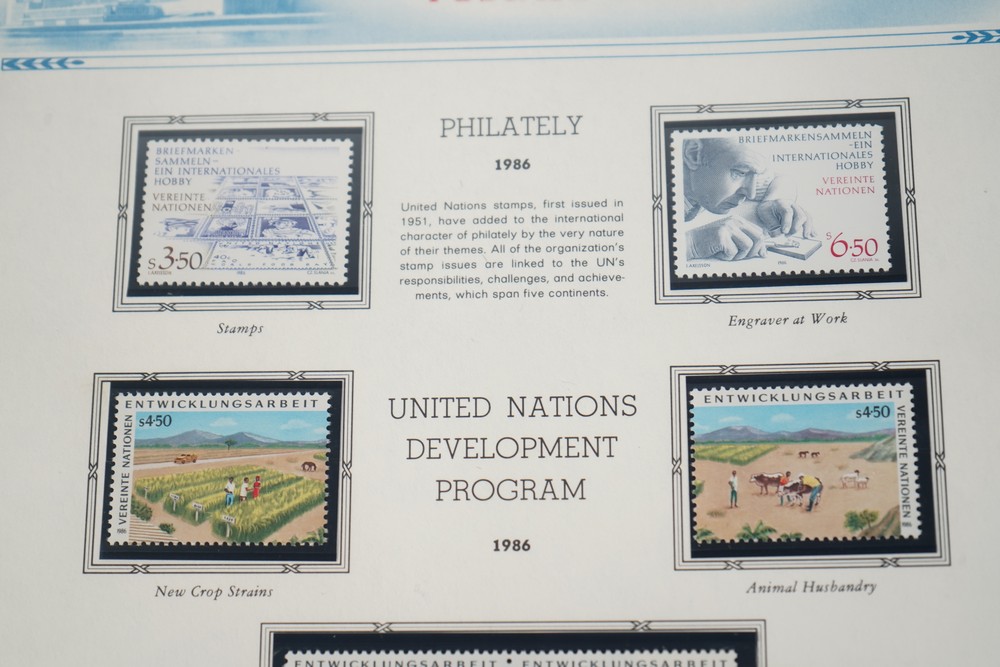 PHILATELY
1986
United Nations stamps, first issued in
1951, have added to the international
character of philately by the very nature
of their themes. All of the organization's
stamp issues are linked to the UN's
responsibilities, challenges, and achieve-
ments, which span five continents.
BRIEFMARKEN-
SAMMELN-
EIN INTERNATIONALES
HOBBY
VEREINTE
NATIONEN
S3.50
1986
Stamps
BRIEFMARKENSAMMELN
-EIN
INTERNATIONALES
HOBBY
VEREINTE
NATIONEN
S6.50
1986
Engraver at Work
UNITED NATIONS
DEVELOPMENT
PROGRAM
1986
ENTWICKLUNGSARBEIT
s4.50
VEREINTE NATIONEN
New Crop Strains
ENTWICKLUNGSARBEIT
s4.50
VEREINTE NATIONEN
Animal Husbandry
ENTWICKLUNGSARBEIT • ENTWICKLUNGSARBEIT